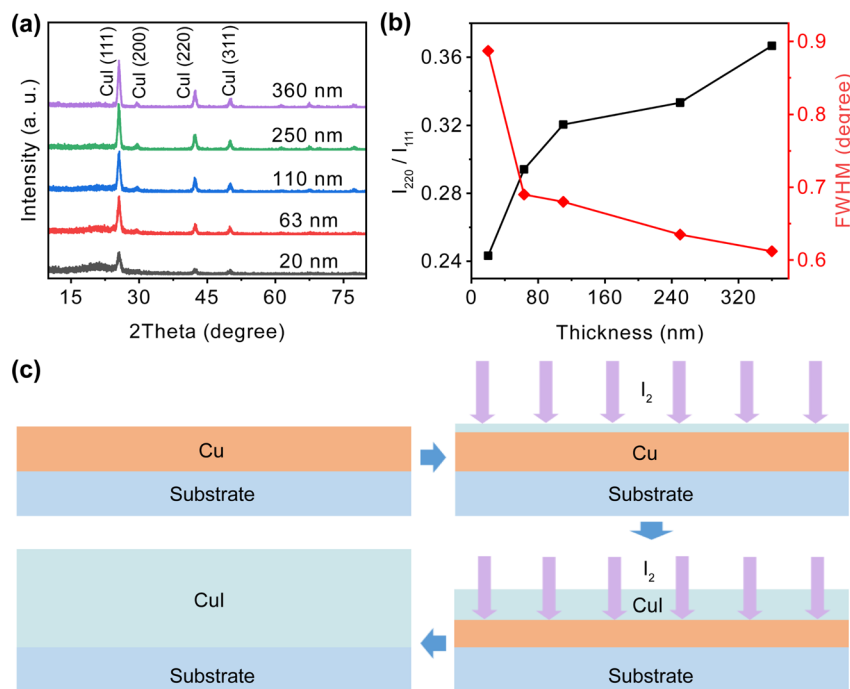 (a)
CuI (111)
CuI (200)
CuI (220)
CuI (311)
360 nm
250 nm
110 nm
63 nm
20 nm
Intensity (a. u.)
15 30 45 60 75
2Theta (degree)
(b)
0.36
0.32
0.28
0.24
I₂₂₀ / I₁₁₁
0.9
0.8
0.7
0.6
FWHM (degree)
0 80 160 240 320
Thickness (nm)
(c)
Cu
Substrate
I₂
Cu
Substrate
CuI
Substrate
I₂
CuI
Substrate